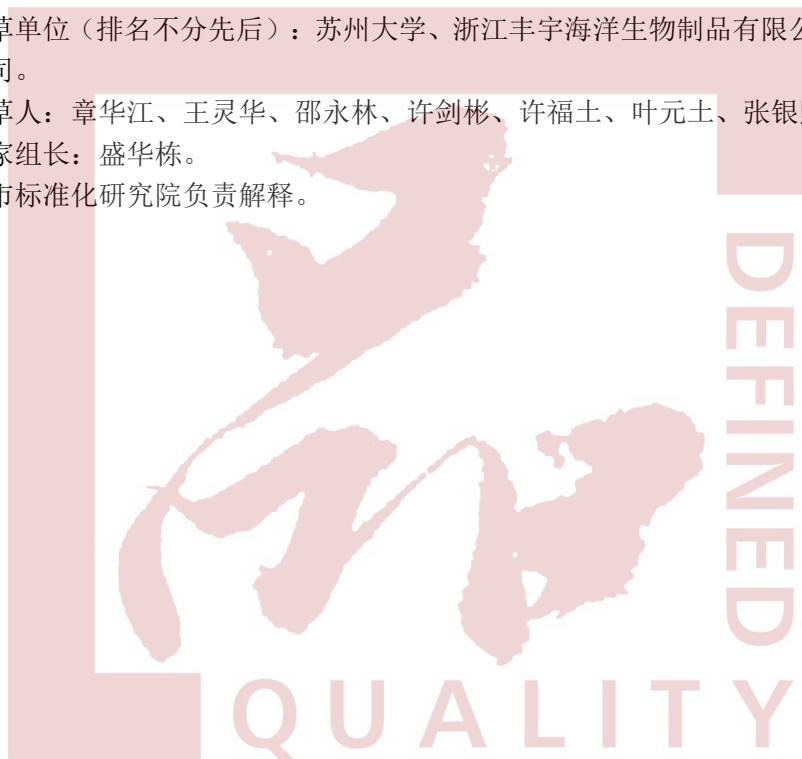 草单位（排名不分先后）：苏州大学、浙江丰宇海洋生物制品有限公
司。
草人：章华江、王灵华、邵永林、许剑彬、许福土、叶元土、张银
家组长：盛华栋。
市标准化研究院负责解释。
DEFINED
QUALITY